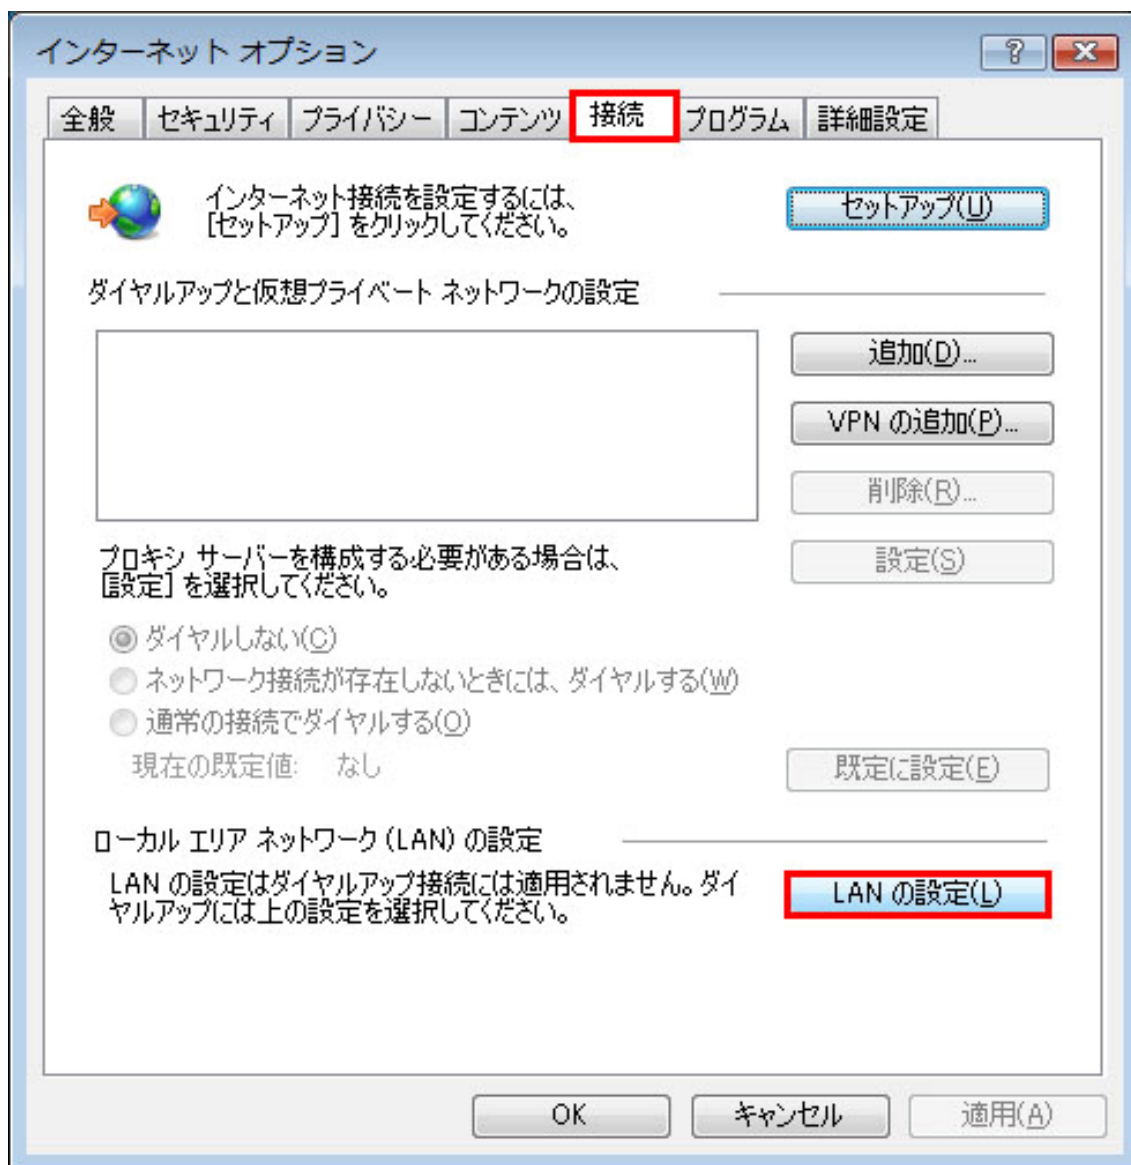 インターネット オプション
全般 セキュリティ プライバシー コンテンツ 接続 プログラム 詳細設定
インターネット接続を設定するには、
[セットアップ] をクリックしてください。
セットアップ(U)
ダイヤルアップと仮想プライベート ネットワークの設定
追加(D)...
VPN の追加(P)...
削除(R)...
プロキシ サーバーを構成する必要がある場合は、
[設定] を選択してください。
設定(S)
ダイヤルしない(C)
ネットワーク接続が存在しないときには、ダイヤルする(W)
通常の接続でダイヤルする(O)
現在の既定値: なし
既定に設定(E)
ローカル エリア ネットワーク (LAN) の設定
LAN の設定はダイヤルアップ接続には適用されません。ダイ
ヤルアップには上の設定を選択してください。
LAN の設定(L)
OK キャンセル 適用(A)